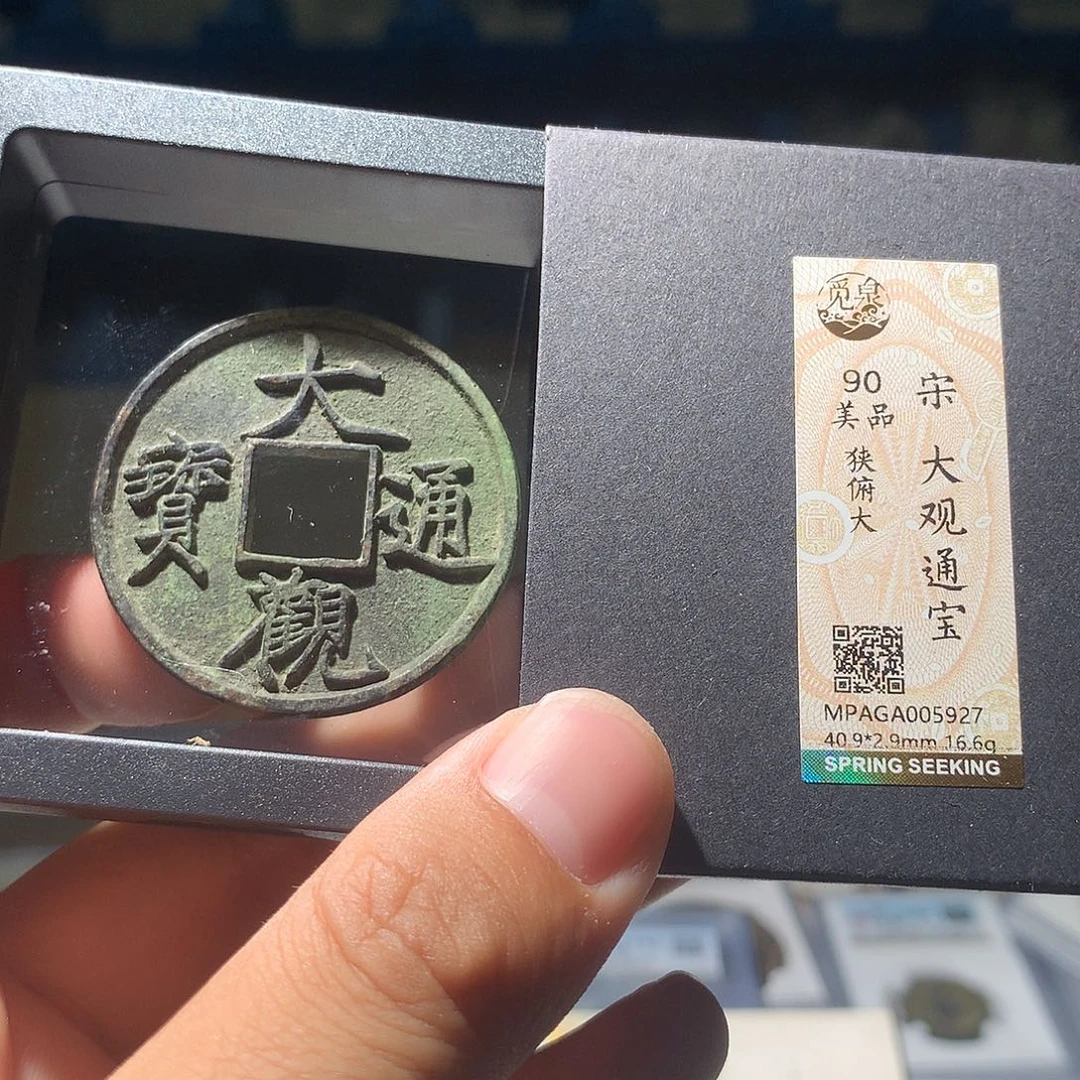 大觀通寶
觅泉
宋 大观通宝
90
美品
狭俯大
MPAGA005927
40.9*2.9mm 16.6g
SPRING SEEKING